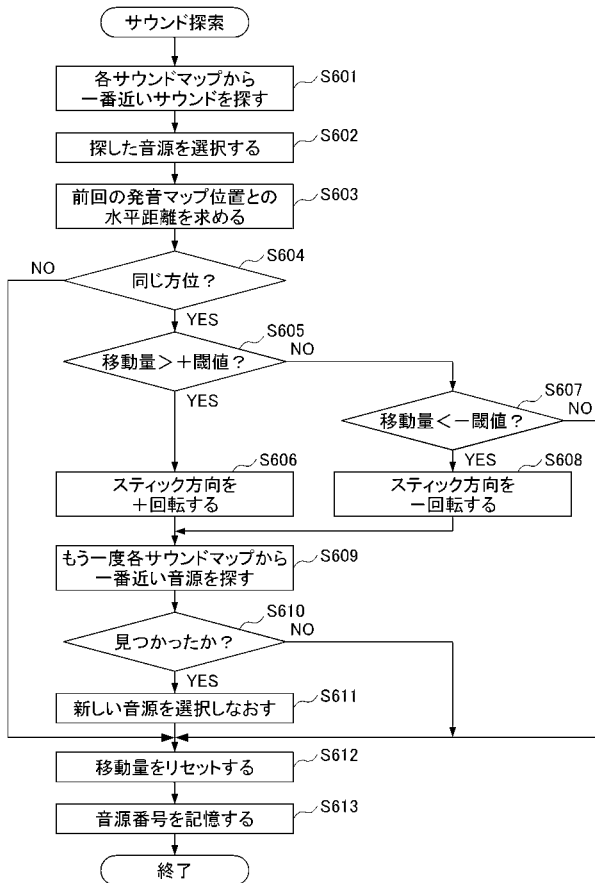 サウンド探索
各サウンドマップから
一番近いサウンドを探す
S601
探した音源を選択する
S602
前回の発音マップ位置との
水平距離を求める
S603
同じ方位？
S604
NO
YES
移動量＞＋閾値？
S605
NO
YES
移動量＜－閾値？
S607
NO
YES
スティック方向を
＋回転する
S606
スティック方向を
－回転する
S608
もう一度各サウンドマップから
一番近い音源を探す
S609
見つかったか？
S610
NO
YES
新しい音源を選択しなおす
S611
移動量をリセットする
S612
音源番号を記憶する
S613
終了